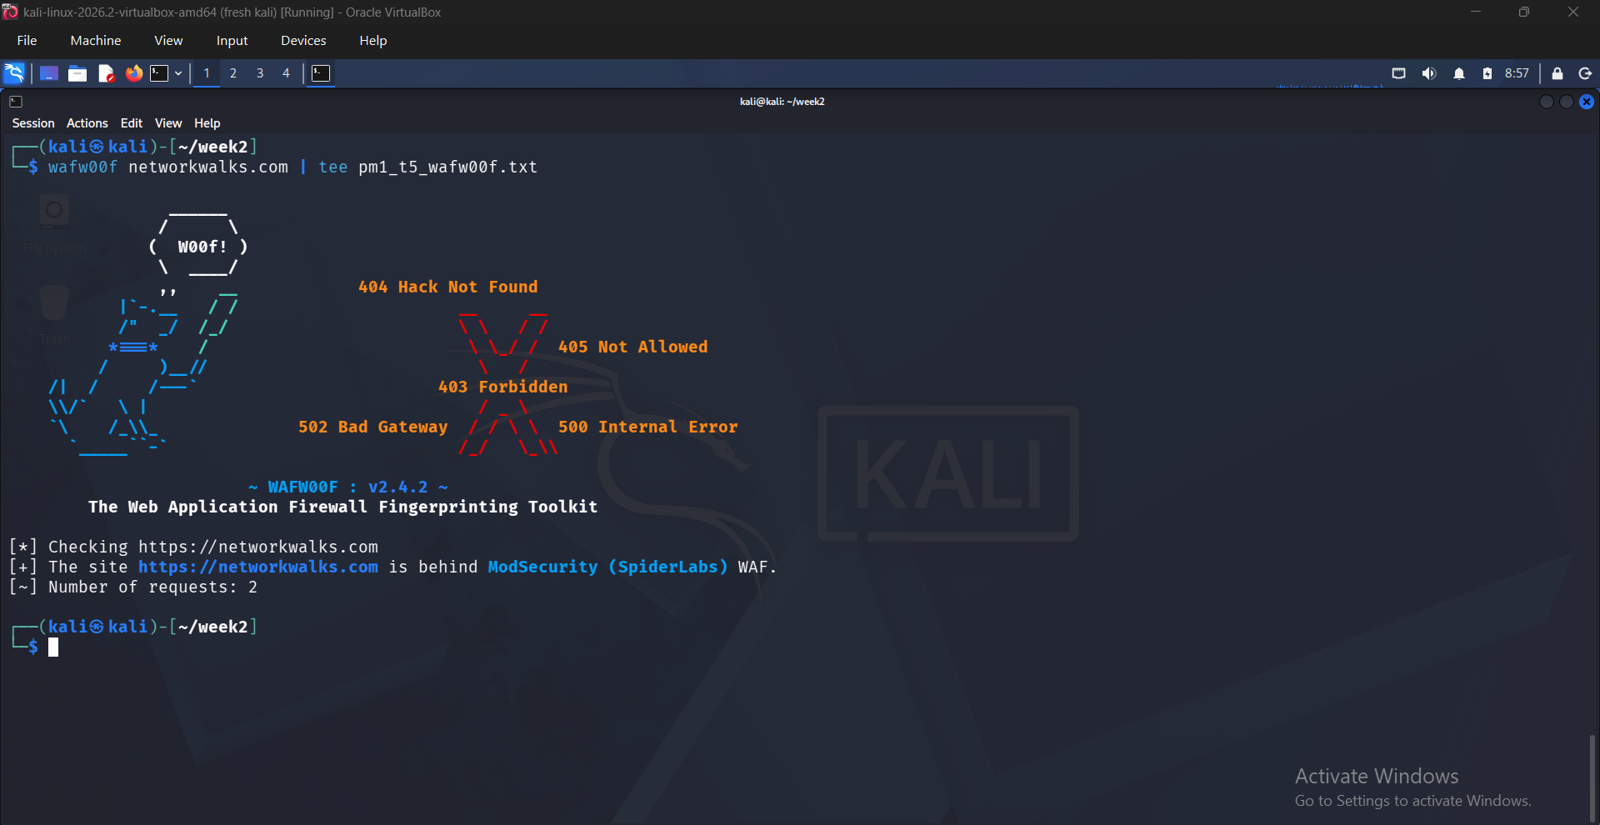 kali-linux-2026.2-virtualbox-amd64 (fresh kali) [Running] - Oracle VirtualBox
File Machine View Input Devices Help
1 2 3 4 8:57
kali@kali: ~/week2
Session Actions Edit View Help
┌──(kali㉿kali)-[~/week2]
└─$ wafw00f networkwalks.com | tee pm1_t5_wafw00f.txt
File System
( W00f! )
404 Hack Not Found
Trash
405 Not Allowed
403 Forbidden
502 Bad Gateway 500 Internal Error
KALI
~ WAFW00F : v2.4.2 ~
The Web Application Firewall Fingerprinting Toolkit
[*] Checking https://networkwalks.com
[+] The site https://networkwalks.com is behind ModSecurity (SpiderLabs) WAF.
[~] Number of requests: 2
┌──(kali㉿kali)-[~/week2]
└─$
Activate Windows
Go to Settings to activate Windows.